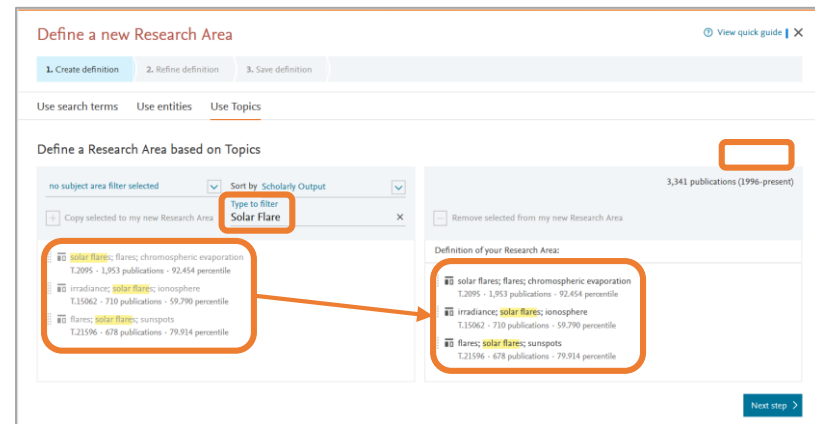 Define a new Research Area
View quick guide
1. Create definition 2. Refine definition 3. Save definition
Use search terms Use entities Use Topics
Define a Research Area based on Topics
no subject area filter selected Sort by Scholarly Output
3,341 publications (1996-present)
Type to filter
Copy selected to my new Research Area Solar Flare
Remove selected from my new Research Area
Definition of your Research Area:
solar flares; flares; chromospheric evaporation
T.2095 - 1,953 publications - 92.454 percentile
irradiance; solar flares; ionosphere
T.15062 - 710 publications - 59.790 percentile
flares; solar flares; sunspots
T.21596 - 678 publications - 79.914 percentile
solar flares; flares; chromospheric evaporation
T.2095 - 1,953 publications - 92.454 percentile
irradiance; solar flares; ionosphere
T.15062 - 710 publications - 59.790 percentile
flares; solar flares; sunspots
T.21596 - 678 publications - 79.914 percentile
Next step